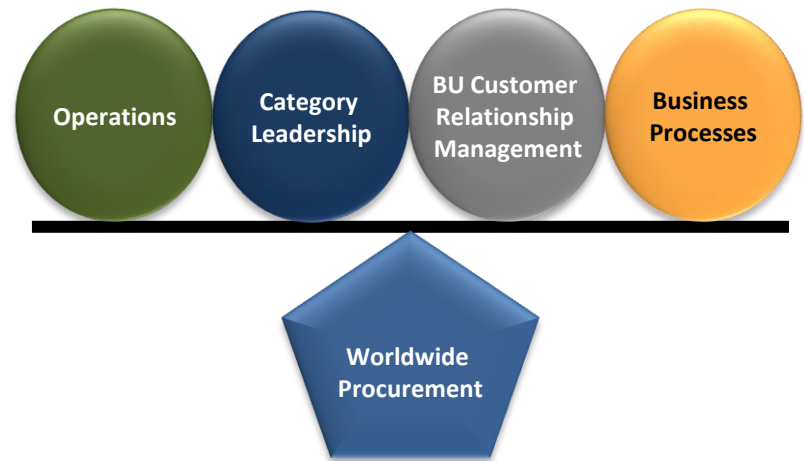 Operations
Category
Leadership
BU Customer
Relationship
Management
Business
Processes
Worldwide
Procurement